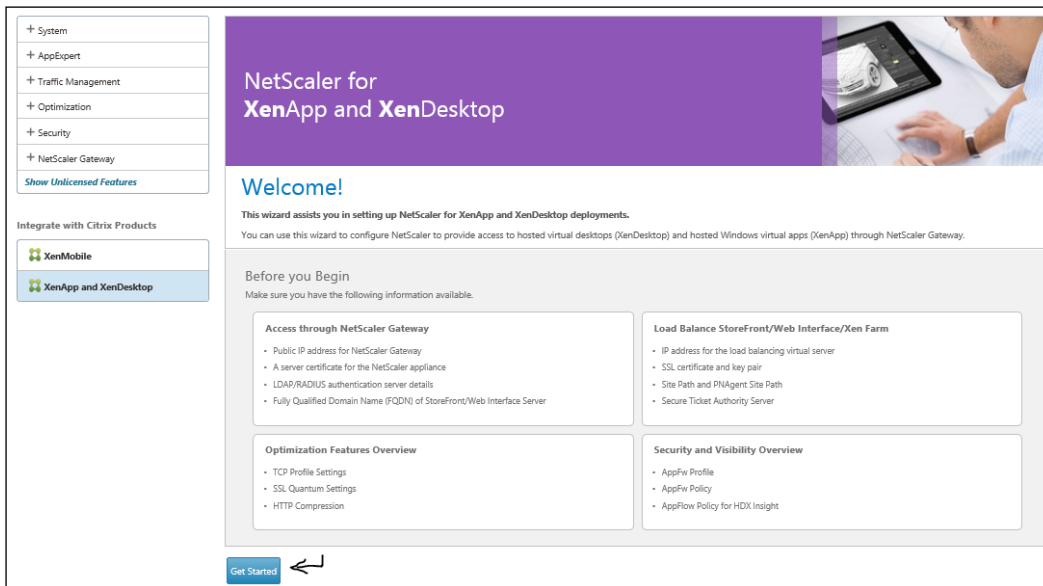 + System
+ AppExpert
+ Traffic Management
+ Optimization
+ Security
+ NetScaler Gateway
Show Unlicensed Features
Integrate with Citrix Products
XenMobile
XenApp and XenDesktop
NetScaler for
XenApp and XenDesktop
Welcome!
This wizard assists you in setting up NetScaler for XenApp and XenDesktop deployments.
You can use this wizard to configure NetScaler to provide access to hosted virtual desktops (XenDesktop) and hosted Windows virtual apps (XenApp) through NetScaler Gateway.
Before you Begin
Make sure you have the following information available.
Access through NetScaler Gateway
• Public IP address for NetScaler Gateway
• A server certificate for the NetScaler appliance
• LDAP/RADIUS authentication server details
• Fully Qualified Domain Name (FQDN) of StoreFront/Web Interface Server
Load Balance StoreFront/Web Interface/Xen Farm
• IP address for the load balancing virtual server
• SSL certificate and key pair
• Site Path and PNAgent Site Path
• Secure Ticket Authority Server
Optimization Features Overview
• TCP Profile Settings
• SSL Quantum Settings
• HTTP Compression
Security and Visibility Overview
• AppFw Profile
• AppFw Policy
• AppFlow Policy for HDX Insight
Get Started